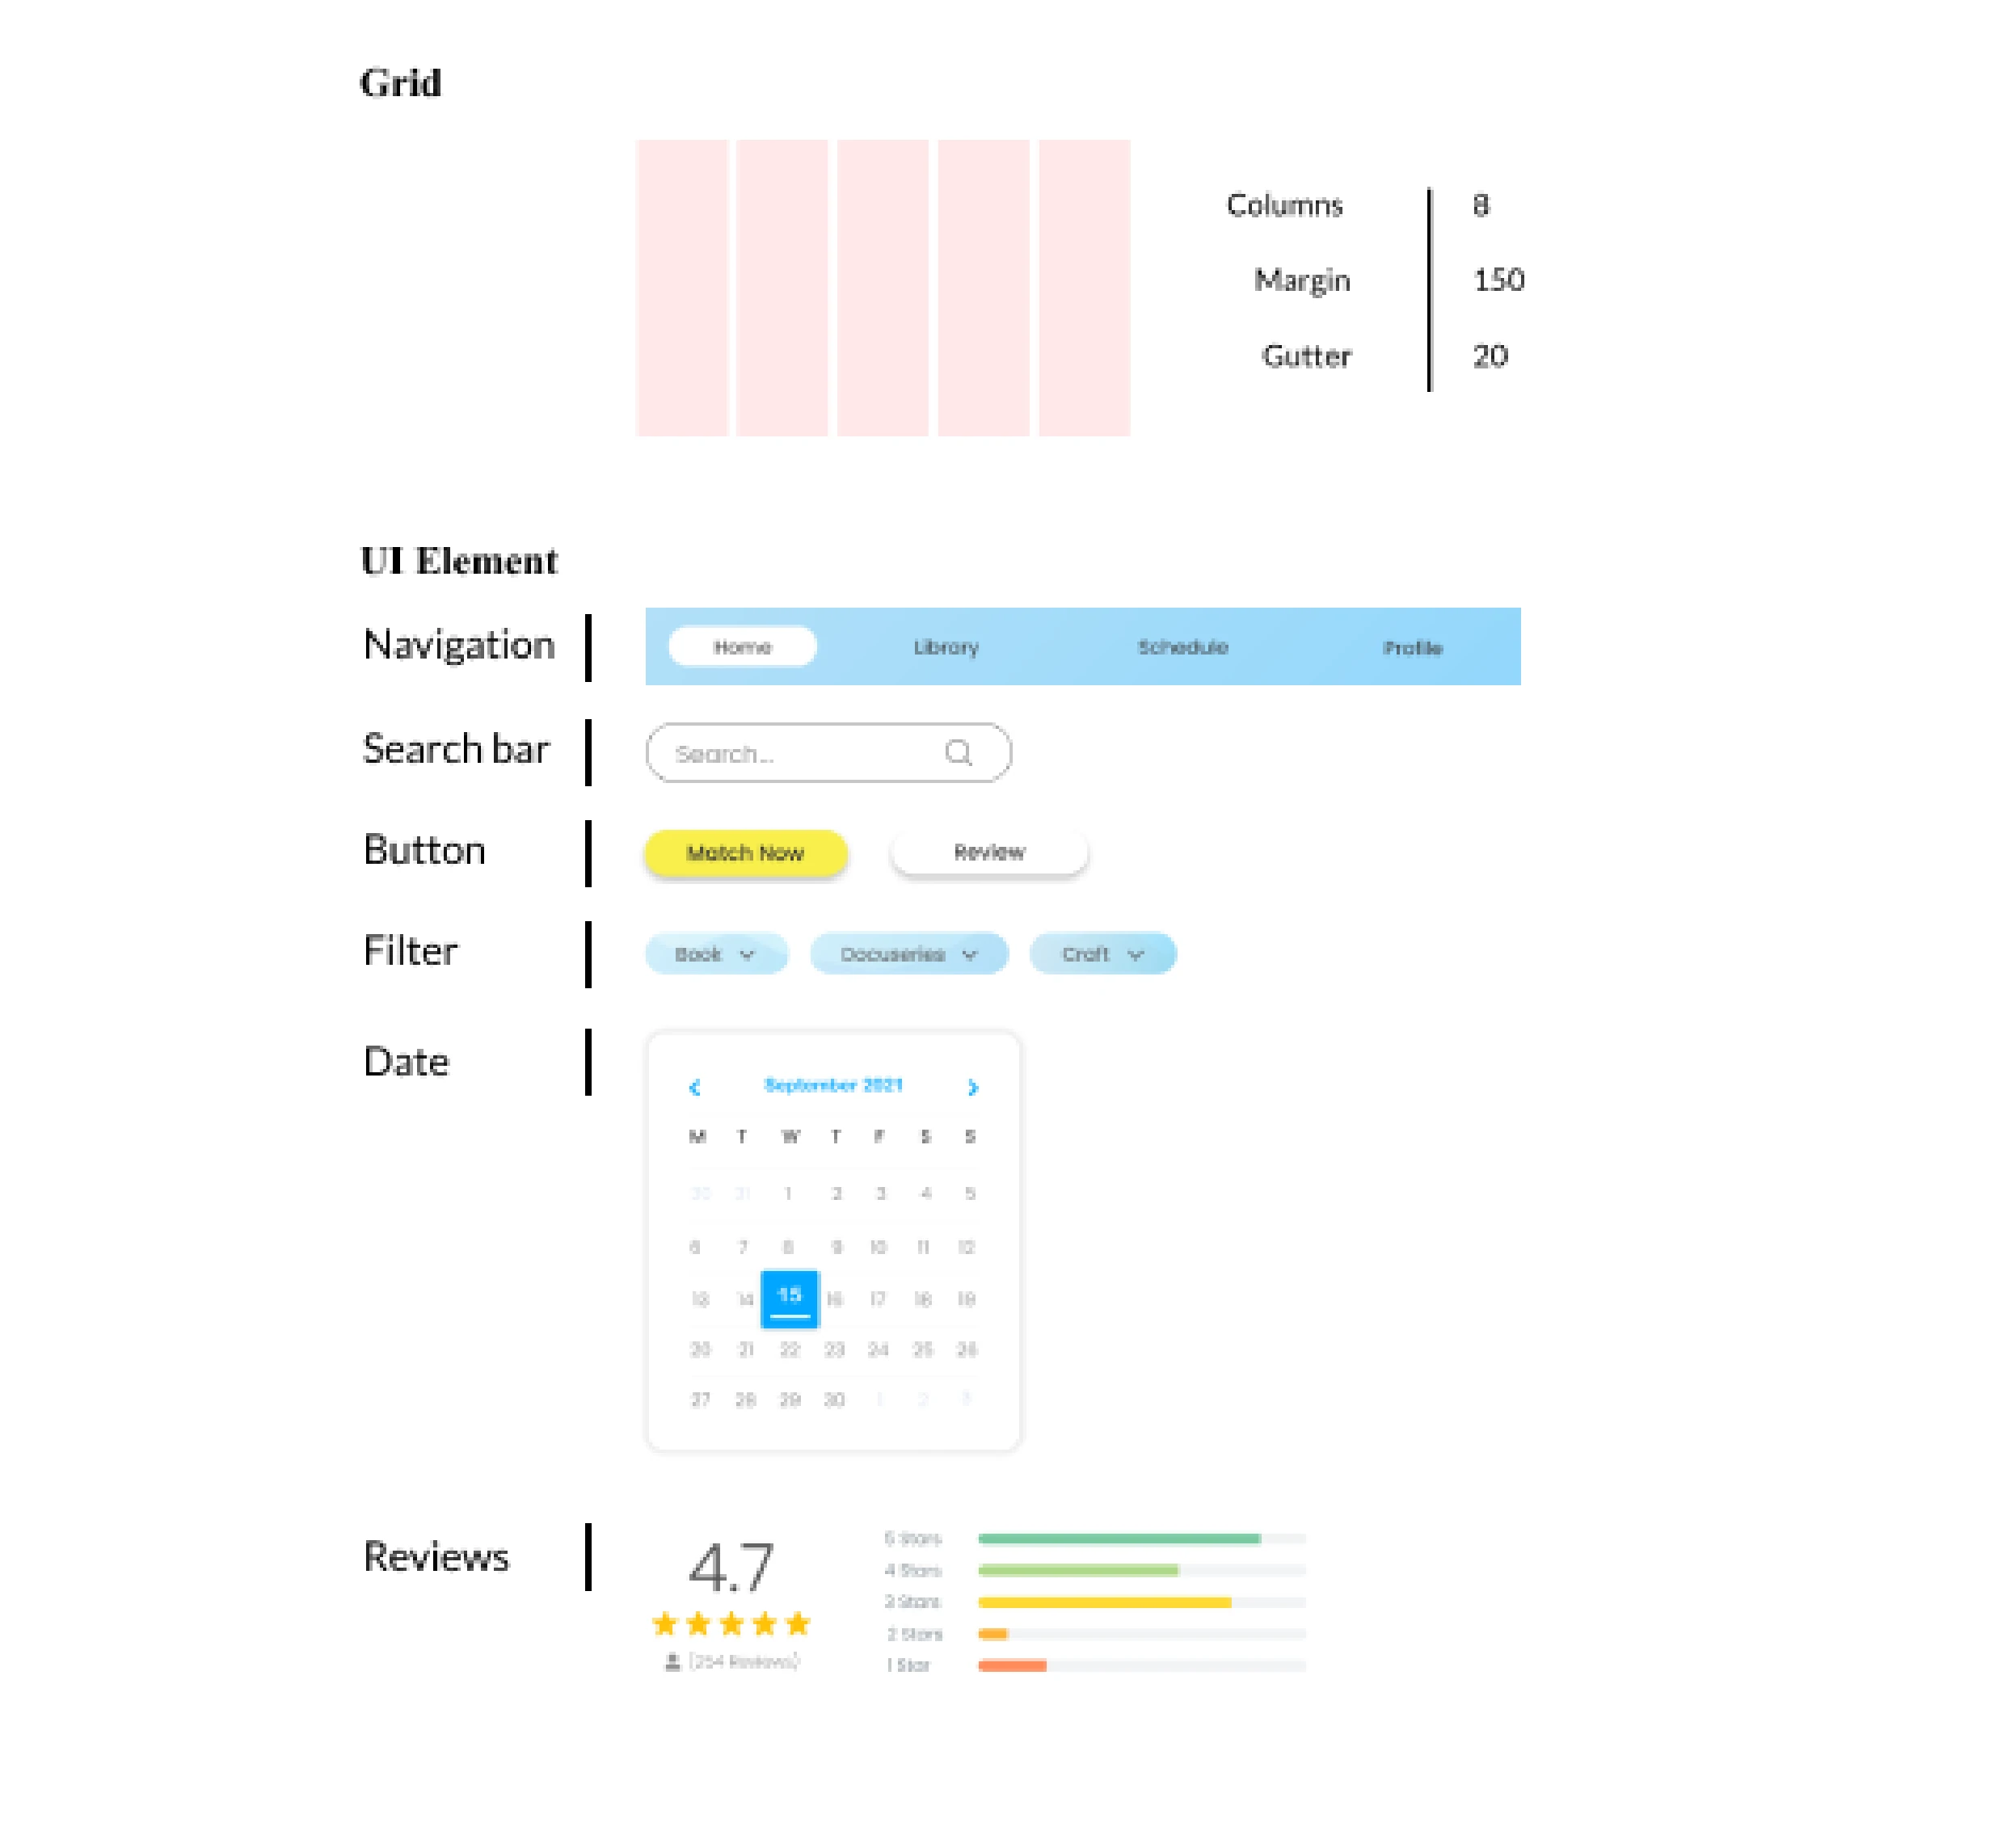 Grid
Columns 8
Margin 150
Gutter 20
UI Element
Navigation Home Library Schedule Profile
Search bar Search...
Button Match Now Review
Filter Book Docuseries Craft
Date
September 2021
M T W T F S S
30 31 1 2 3 4 5
6 7 8 9 10 11 12
13 14 15 16 17 18 19
20 21 22 23 24 25 26
27 28 29 30 1 2 3
Reviews 4.7
(254 Reviews)
5 Stars
4 Stars
3 Stars
2 Stars
1 Star